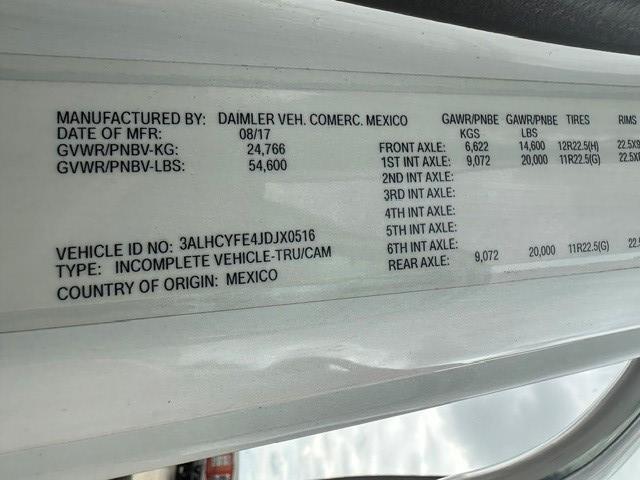 MANUFACTURED BY: DAIMLER VEH. COMERC. MEXICO
DATE OF MFR: 08/17
GVWR/PNBV-KG: 24,766
GVWR/PNBV-LBS: 54,600
VEHICLE ID NO: 3ALHCYFE4JDJX0516
TYPE: INCOMPLETE VEHICLE-TRU/CAM
COUNTRY OF ORIGIN: MEXICO
GAWR/PNBE GAWR/PNBE TIRES RIMS
KGS LBS
FRONT AXLE: 6,622 14,600 12R22.5(H) 22.5X9
1ST INT AXLE: 9,072 20,000 11R22.5(G)
2ND INT AXLE:
3RD INT AXLE:
4TH INT AXLE:
5TH INT AXLE:
6TH INT AXLE:
REAR AXLE: 9,072 20,000 11R22.5(G) 22.5